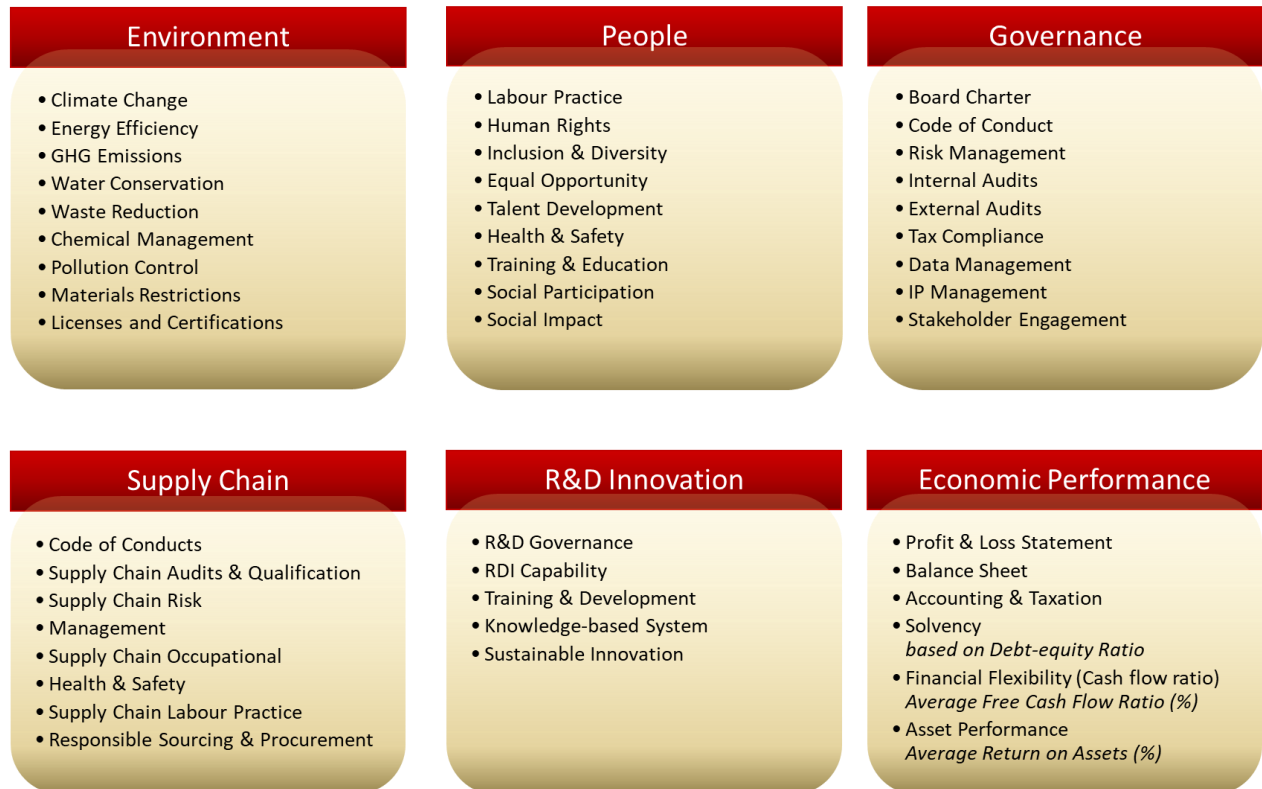 Environment
• Climate Change
• Energy Efficiency
• GHG Emissions
• Water Conservation
• Waste Reduction
• Chemical Management
• Pollution Control
• Materials Restrictions
• Licenses and Certifications
People
• Labour Practice
• Human Rights
• Inclusion & Diversity
• Equal Opportunity
• Talent Development
• Health & Safety
• Training & Education
• Social Participation
• Social Impact
Governance
• Board Charter
• Code of Conduct
• Risk Management
• Internal Audits
• External Audits
• Tax Compliance
• Data Management
• IP Management
• Stakeholder Engagement
Supply Chain
• Code of Conducts
• Supply Chain Audits & Qualification
• Supply Chain Risk
• Management
• Supply Chain Occupational
• Health & Safety
• Supply Chain Labour Practice
• Responsible Sourcing & Procurement
R&D Innovation
• R&D Governance
• RDI Capability
• Training & Development
• Knowledge-based System
• Sustainable Innovation
Economic Performance
• Profit & Loss Statement
• Balance Sheet
• Accounting & Taxation
• Solvency
based on Debt-equity Ratio
• Financial Flexibility (Cash flow ratio)
Average Free Cash Flow Ratio (%)
• Asset Performance
Average Return on Assets (%)